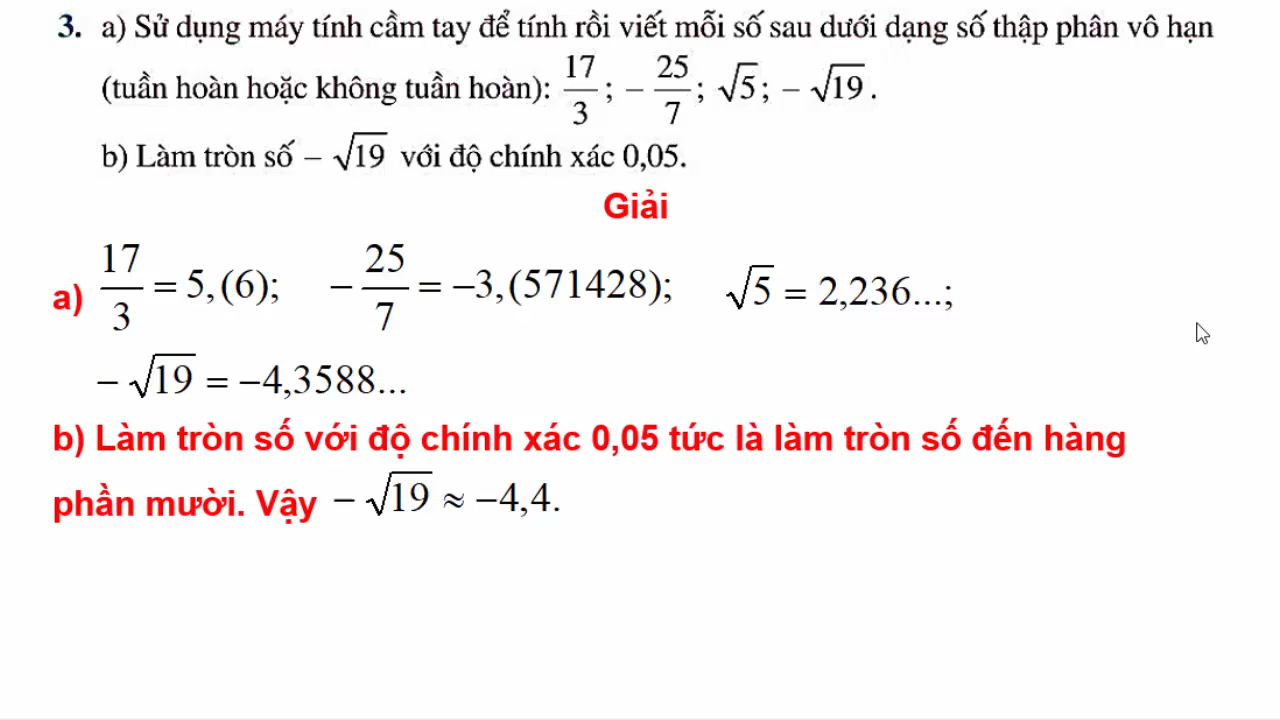 3. a) Sử dụng máy tính cầm tay để tính rồi viết mỗi số sau dưới dạng số thập phân vô hạn
(tuần hoàn hoặc không tuần hoàn): 17/3; −25/7; √5; −√19.
b) Làm tròn số −√19 với độ chính xác 0,05.
Giải
a) 17/3 = 5,(6); −25/7 = −3,(571428); √5 = 2,236...;
−√19 = −4,3588...
b) Làm tròn số với độ chính xác 0,05 tức là làm tròn số đến hàng
phần mười. Vậy −√19 ≈ −4,4.